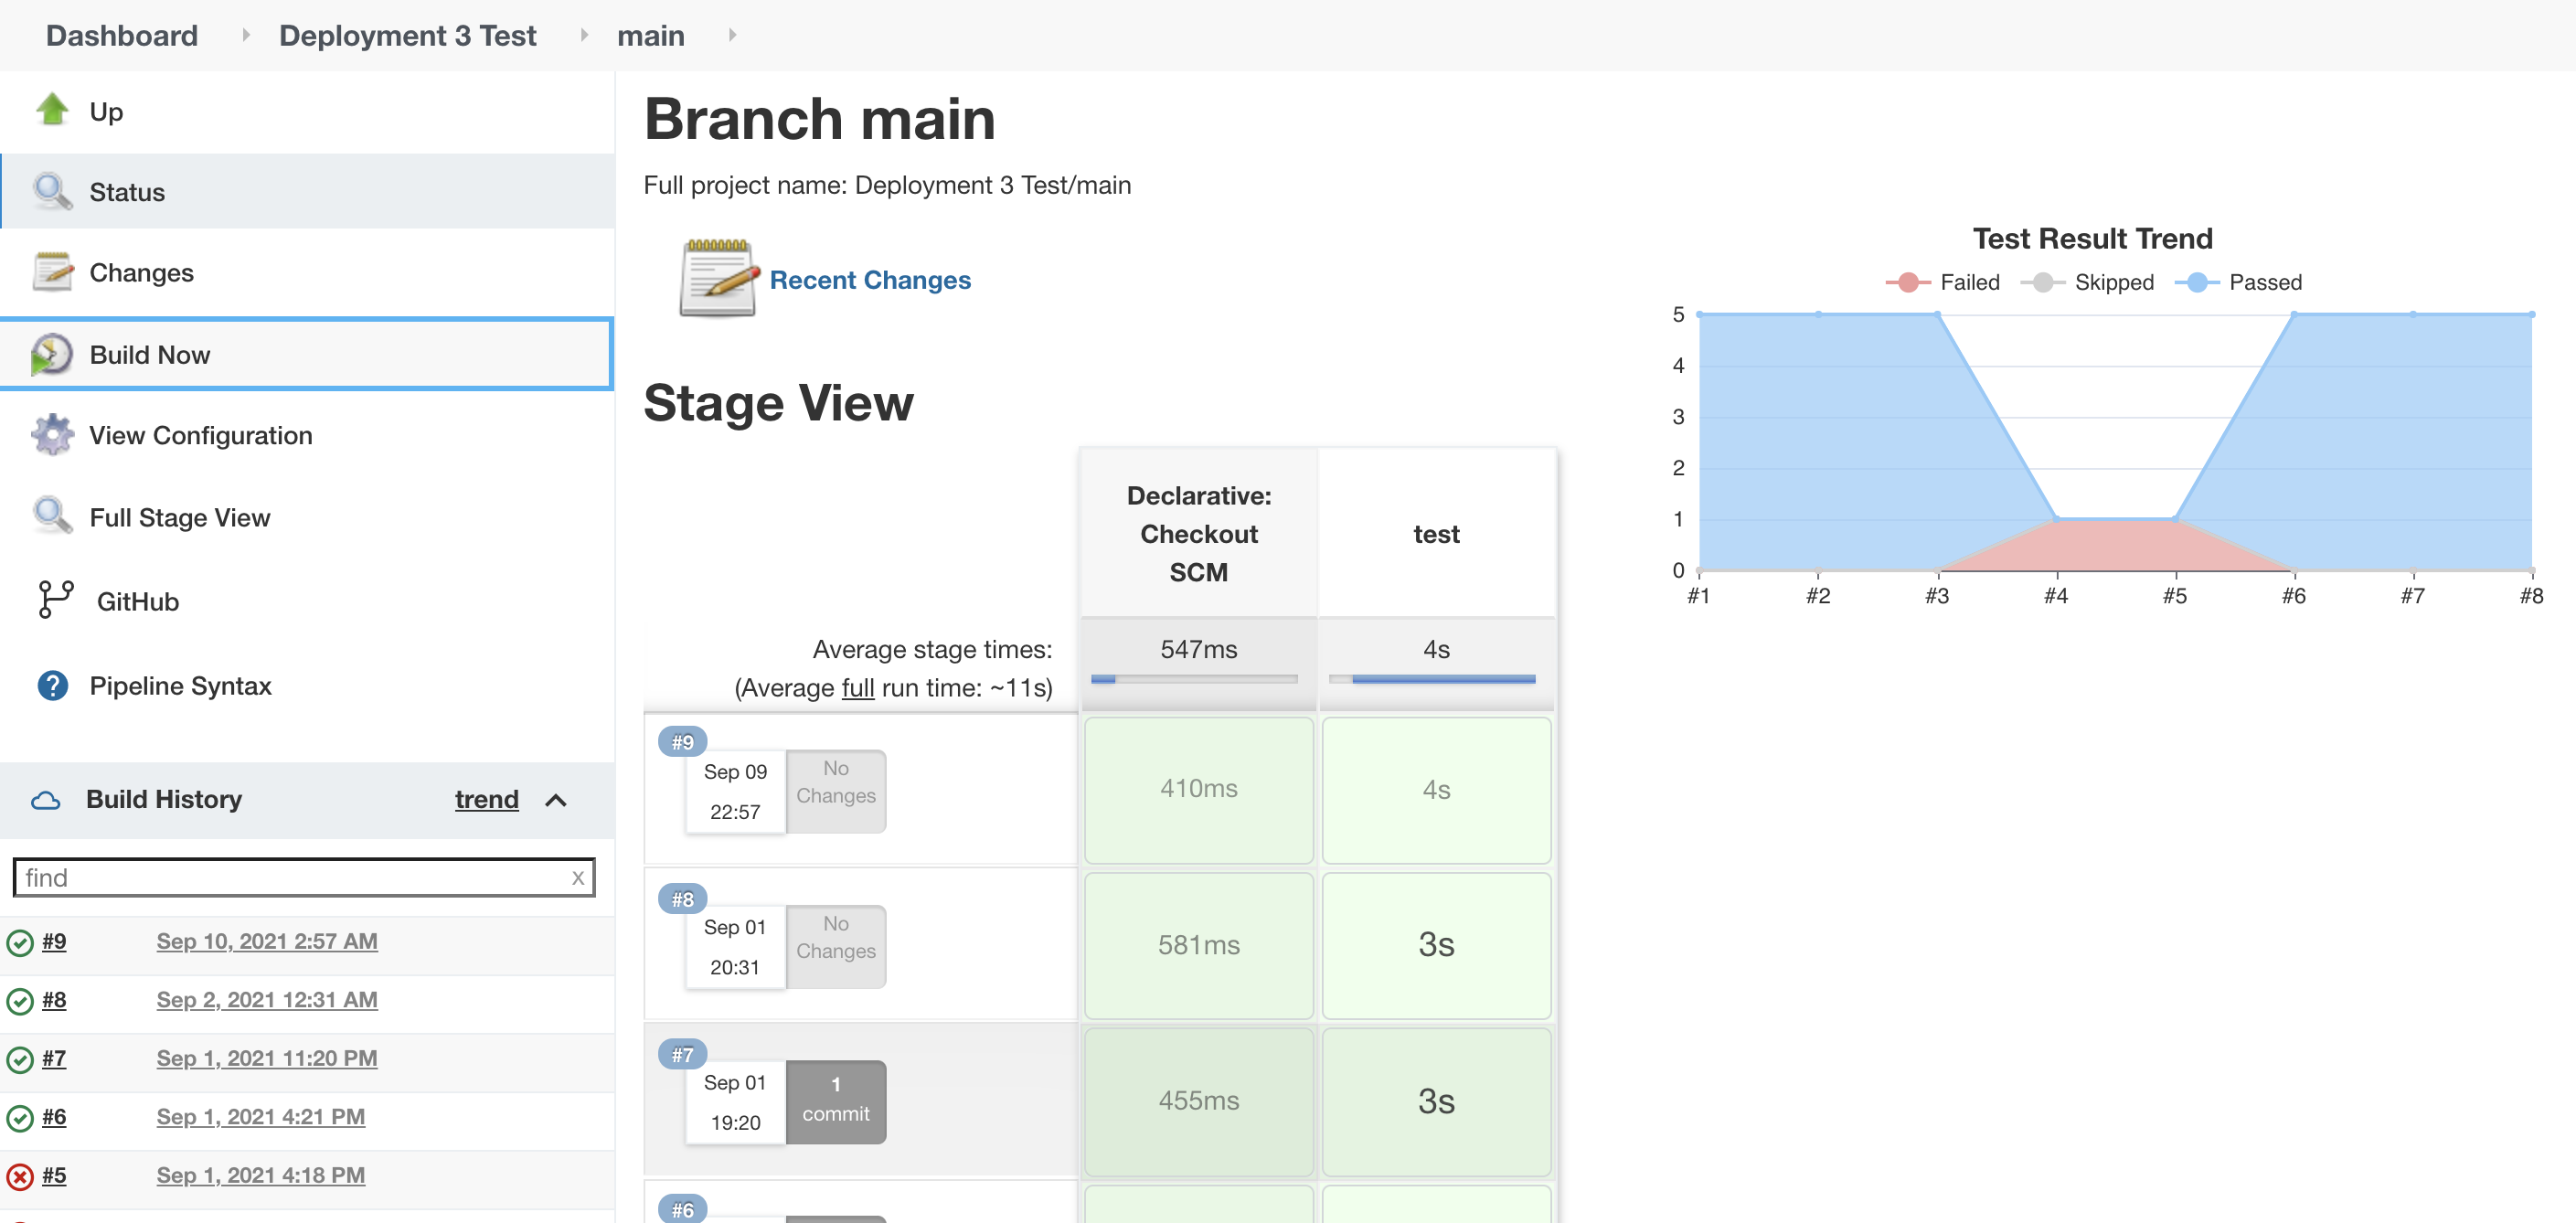 Dashboard
Deployment 3 Test
main
Up
Status
Changes
Build Now
View Configuration
Full Stage View
GitHub
Pipeline Syntax
Build History
trend
find
x
#9
Sep 10, 2021 2:57 AM
#8
Sep 2, 2021 12:31 AM
#7
Sep 1, 2021 11:20 PM
#6
Sep 1, 2021 4:21 PM
#5
Sep 1, 2021 4:18 PM
Branch main
Full project name: Deployment 3 Test/main
Recent Changes
Stage View
Declarative:
Checkout
SCM
test
Average stage times:
(Average full run time: ~11s)
547ms
4s
#9
Sep 09
22:57
No
Changes
410ms
4s
#8
Sep 01
20:31
No
Changes
581ms
3s
#7
Sep 01
19:20
1
commit
455ms
3s
#6
Test Result Trend
Failed
Skipped
Passed
5
4
3
2
1
0
#1
#2
#3
#4
#5
#6
#7
#8